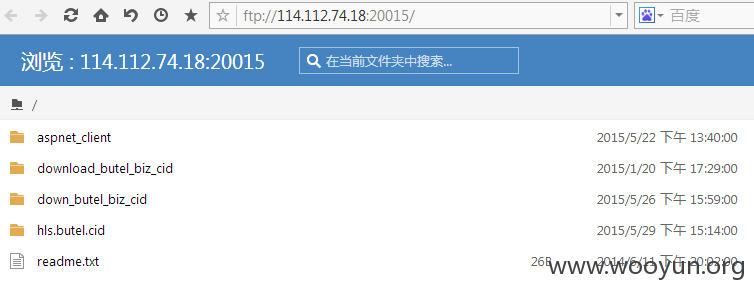 ftp://114.112.74.18:20015/ 百度
浏览 : 114.112.74.18:20015 在当前文件夹中搜索...
/
aspnet_client 2015/5/22 下午 13:40:00
download_butel_biz_cid 2015/1/20 下午 17:29:00
down_butel_biz_cid 2015/5/26 下午 15:59:00
hls.butel.cid 2015/5/29 下午 15:14:00
readme.txt 26B 2014/6/11 下午 20:02:00
www.wooyun.org